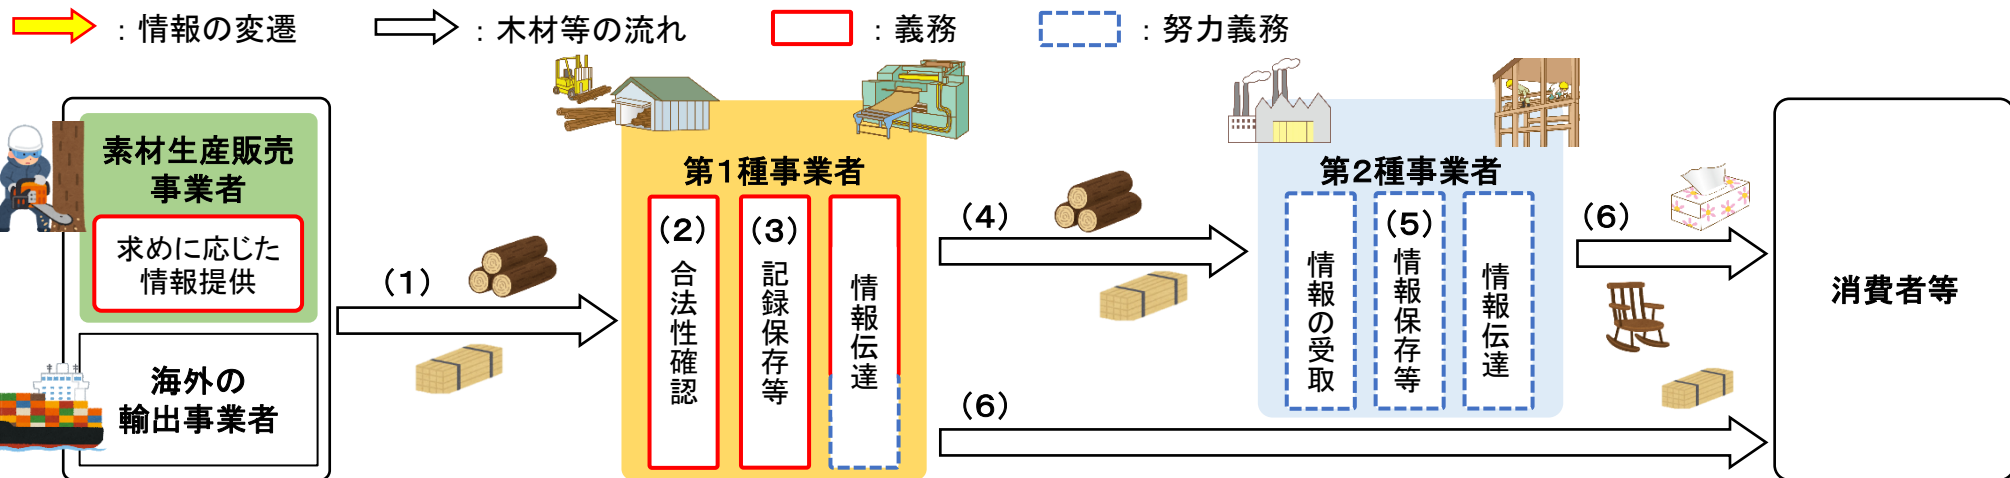 ：情報の変遷
：木材等の流れ
：義務
：努力義務
素材生産販売
事業者
求めに応じた
情報提供
海外の
輸出事業者
（1）
第1種事業者
（2）
合法性確認
（3）
記録保存等
情報伝達
（4）
（6）
第2種事業者
情報の受取
（5）
情報保存等
情報伝達
（6）
消費者等